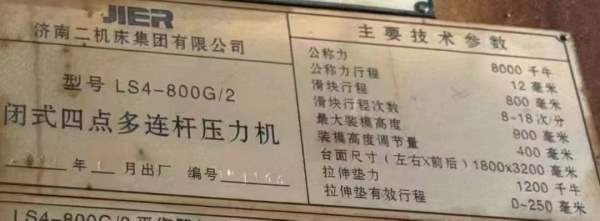 JIER
济南二机床集团有限公司
型号 LS4-800G/2
闭式四点多连杆压力机
年 月出厂 编号
主要技术参数
公称力 8000 千牛
公称力行程 12 毫米
滑块行程 800 毫米
滑块行程次数 8-18 次/分
最大装模高度 900 毫米
装模高度调节量 400 毫米
台面尺寸(左右X前后) 1800x3200 毫米
拉伸垫力 1200 千牛
拉伸垫有效行程 0~250 毫米
LS4-800G/2